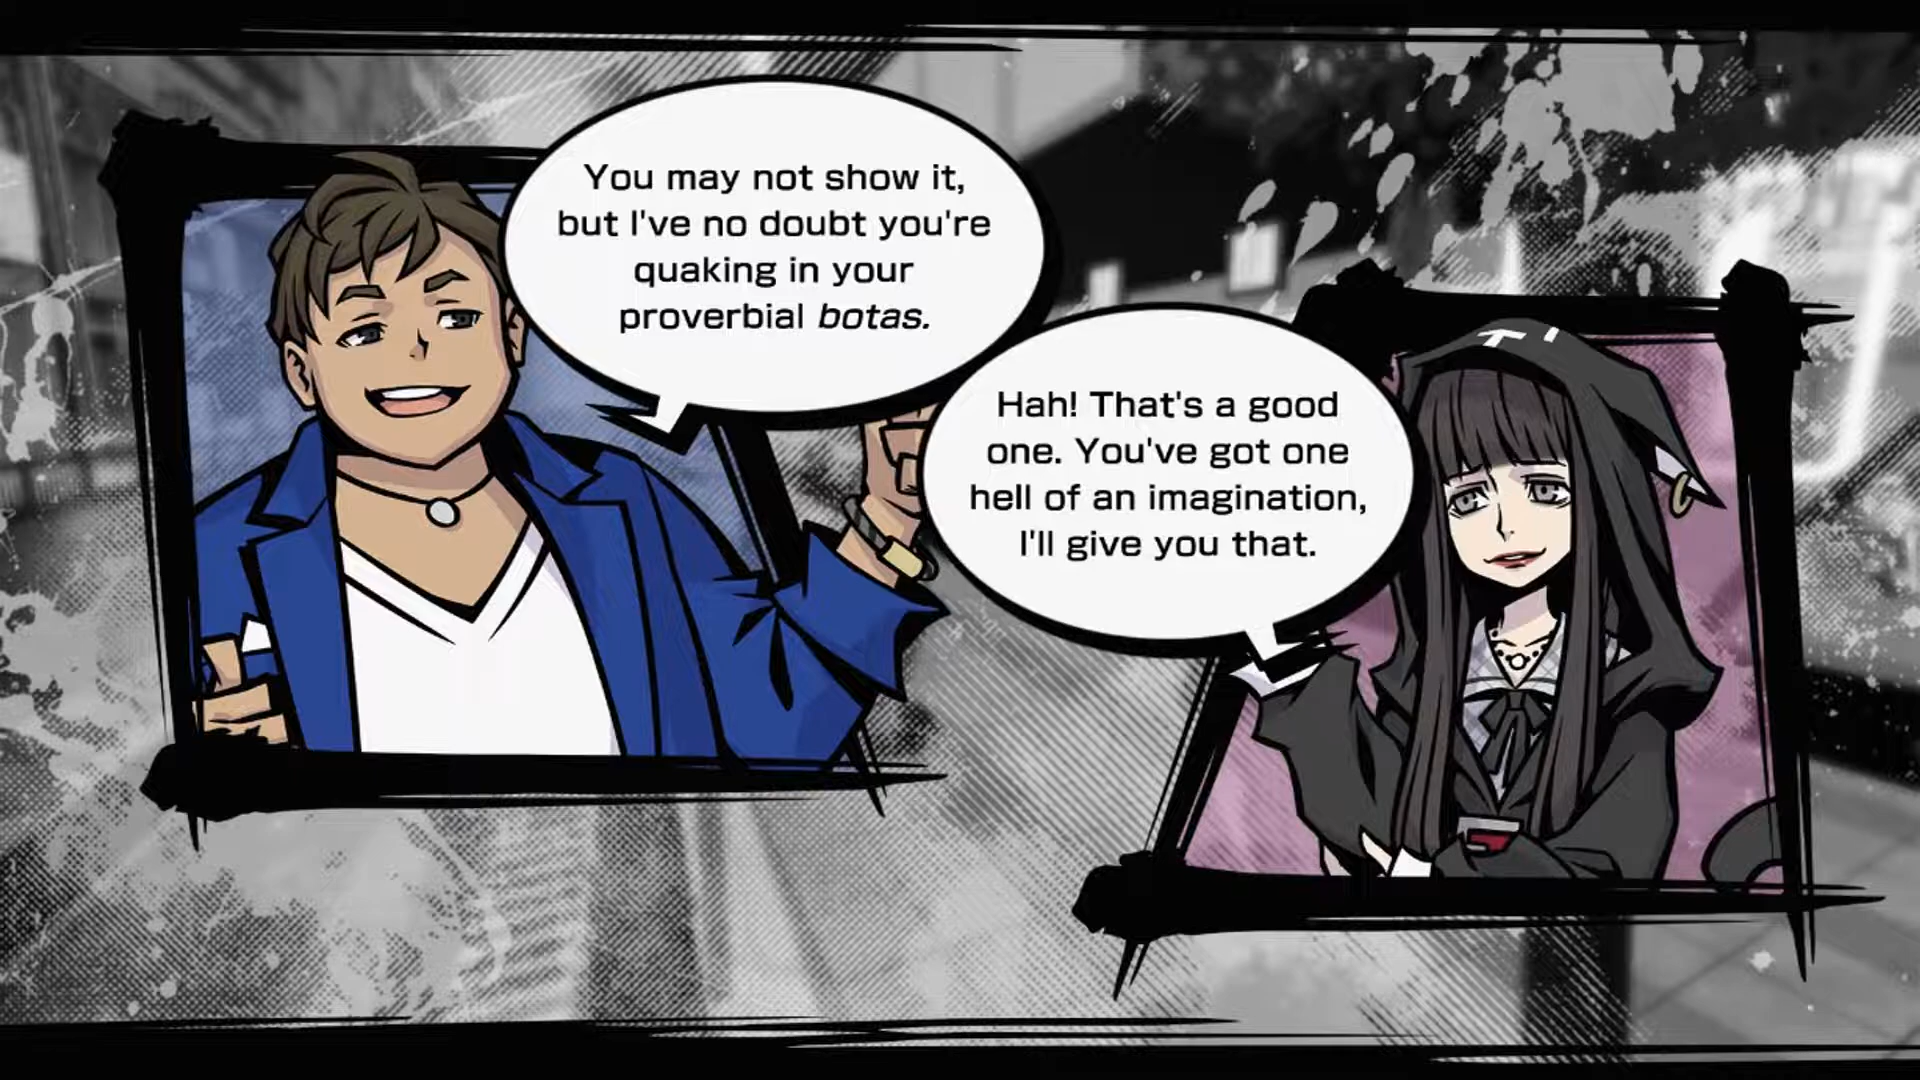 You may not show it,
but I've no doubt you're
quaking in your
proverbial botas.
Hah! That's a good
one. You've got one
hell of an imagination,
I'll give you that.